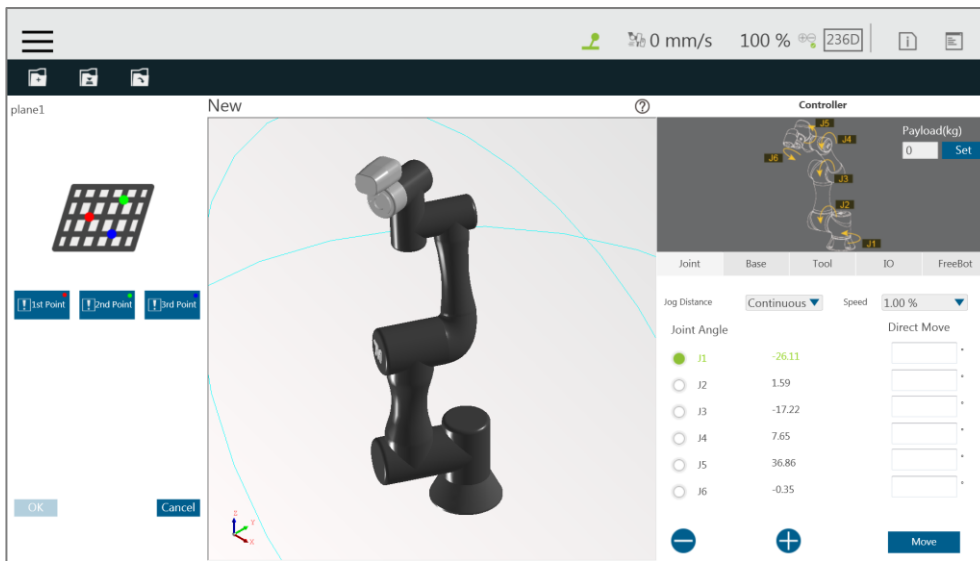 0 mm/s 100 % 236D
plane1 New Controller
J5
J4
J6
J3
J2
J1
Payload(kg)
0 Set
Joint Base Tool IO FreeBot
1st Point 2nd Point 3rd Point
Jog Distance Continuous Speed 1.00 %
Joint Angle Direct Move
J1 -26.11 °
J2 1.59 °
J3 -17.22 °
J4 7.65 °
J5 36.86 °
J6 -0.35 °
OK Cancel
Z
Y
X
Move